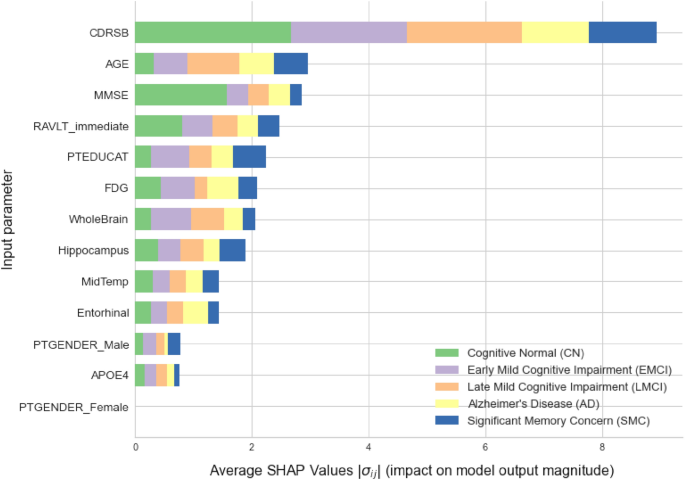 CDRSB
AGE
MMSE
RAVLT_immediate
PTEDUCAT
FDG
WholeBrain
Hippocampus
MidTemp
Entorhinal
PTGENDER_Male
APOE4
PTGENDER_Female
Input parameter
Cognitive Normal (CN)
Early Mild Cognitive Impairment (EMCI)
Late Mild Cognitive Impairment (LMCI)
Alzheimer's Disease (AD)
Significant Memory Concern (SMC)
0 2 4 6 8
Average SHAP Values |σij| (impact on model output magnitude)